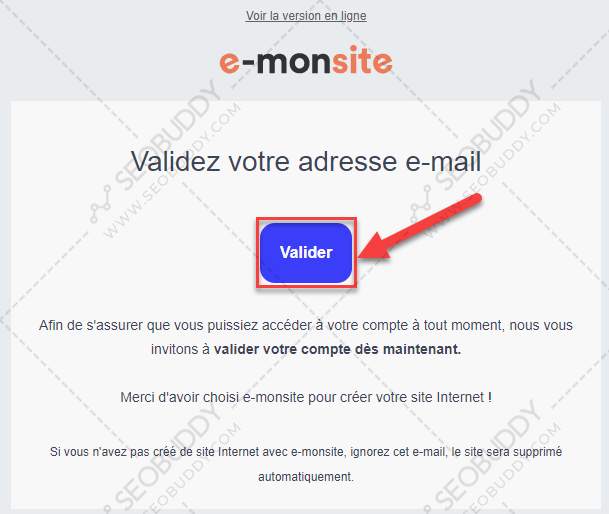 Voir la version en ligne
e-monsite
Validez votre adresse e-mail
Valider
Afin de s'assurer que vous puissiez accéder à votre compte à tout moment, nous vous
invitons à valider votre compte dès maintenant.
Merci d'avoir choisi e-monsite pour créer votre site Internet !
Si vous n'avez pas créé de site Internet avec e-monsite, ignorez cet e-mail, le site sera supprimé
automatiquement.
SEOBUDDY
WWW.SEOBUDDY.COM
SEOBUDDY
WWW.SEOBUDDY.COM
SEOBUDDY
SEOBUDDY.COM
SEOBUDDY
SEOBUDDY.COM